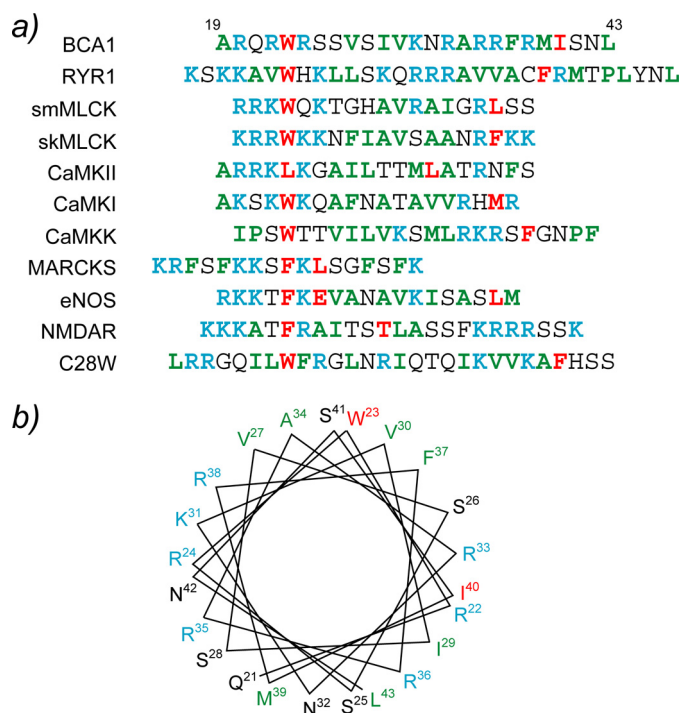 a) 19 43
BCA1 ARQRWRSSVSIVKNRARRFRMISNL
RYR1 KSKKAVWHKLLSKQRRRAVVACFRMTPLYNL
smMLCK RRKWQKTGHAVRAIGRLSS
skMLCK KRRWKKNFIAVSAANRFKK
CaMKII ARRKLKGAILTTMLATRNFS
CaMKI AKSKWKQAFNATAVVRHMR
CaMKK IPSWTTVILVKSMLRKRSFGNPF
MARCKS KRFSFKKSFKLSGFSFK
eNOS RKKTFKEVANAVKISASLM
NMDAR KKKATFRAITSTLASSFKRRRSSK
C28W LRRGQILWFRGLNRIQTQIKVVKAFHSS
b)
A³⁴ S⁴¹ W²³
V²⁷ V³⁰
R³⁸ F³⁷
K³¹ S²⁶
R²⁴ R³³
N⁴² I⁴⁰
R³⁵ R²²
S²⁸ I²⁹
Q²¹ R³⁶
M³⁹ N³² S²⁵ L⁴³